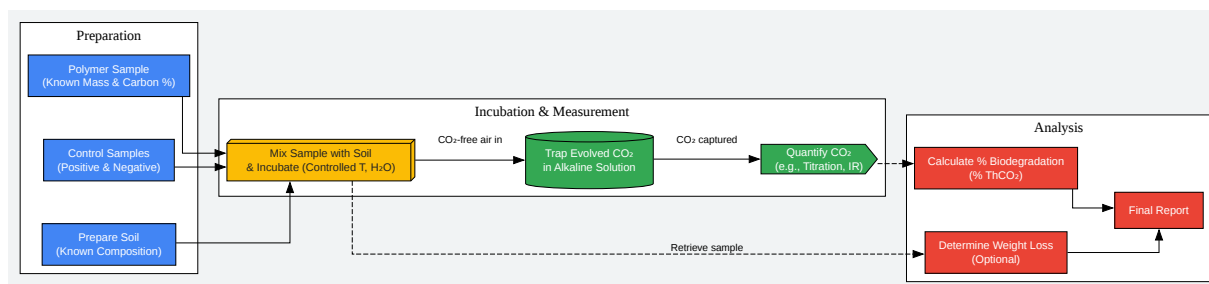 Preparation
Polymer Sample
(Known Mass & Carbon %)
Control Samples
(Positive & Negative)
Prepare Soil
(Known Composition)
Incubation & Measurement
Mix Sample with Soil
& Incubate (Controlled T, H₂O)
CO₂-free air in
Trap Evolved CO₂
in Alkaline Solution
CO₂ captured
Quantify CO₂
(e.g., Titration, IR)
Retrieve sample
Analysis
Calculate % Biodegradation
(% ThCO₂)
Determine Weight Loss
(Optional)
Final Report